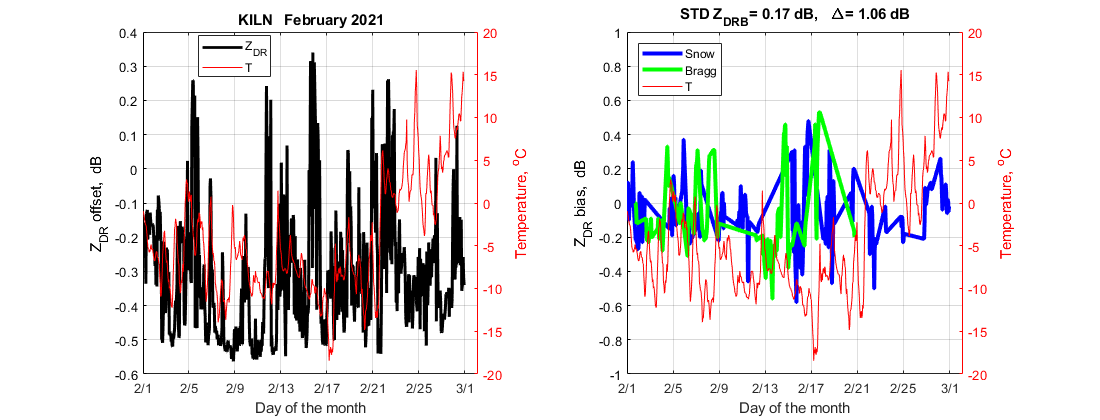 KILN February 2021
0.4
0.3
0.2
0.1
0
-0.1
-0.2
-0.3
-0.4
-0.5
-0.6
Z_DR offset, dB
Z_DR
T
20
15
10
5
0
-5
-10
-15
-20
Temperature, °C
2/1 2/5 2/9 2/13 2/17 2/21 2/25 3/1
Day of the month
STD Z_DRB = 0.17 dB, Δ = 1.06 dB
1
0.8
0.6
0.4
0.2
0
-0.2
-0.4
-0.6
-0.8
-1
Z_DR bias, dB
Snow
Bragg
T
20
15
10
5
0
-5
-10
-15
-20
Temperature, °C
2/1 2/5 2/9 2/13 2/17 2/21 2/25 3/1
Day of the month